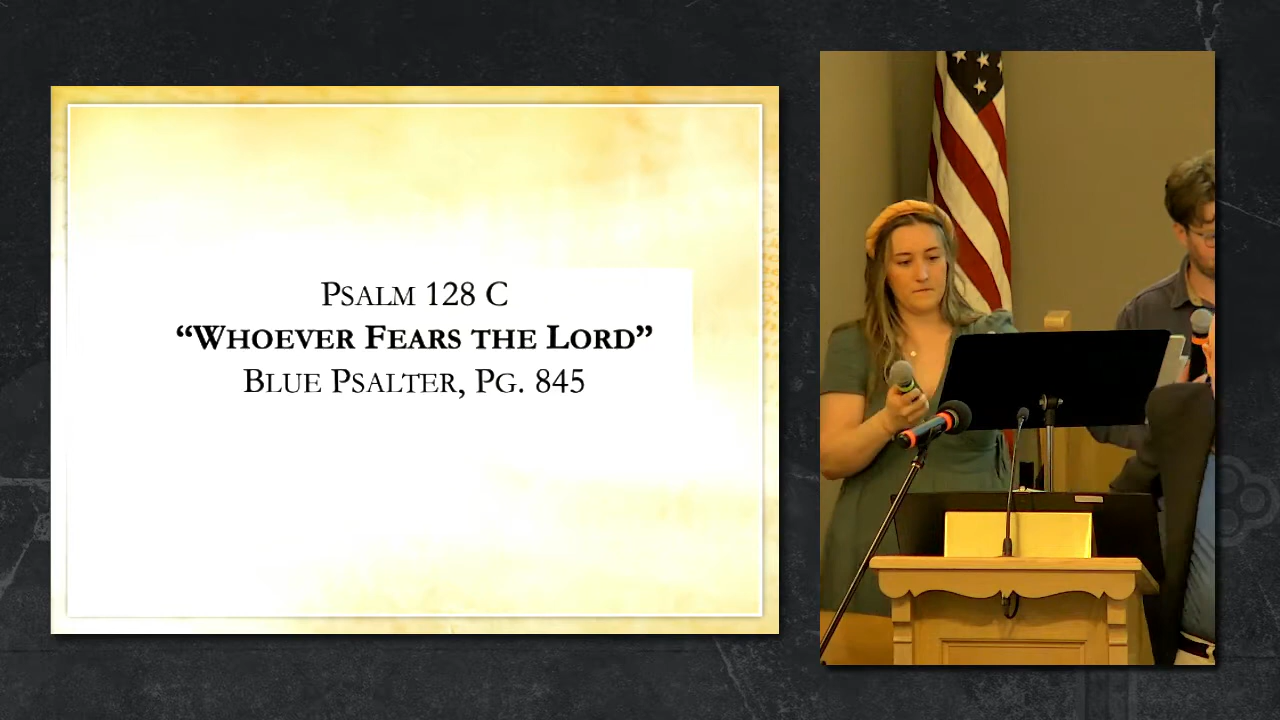 Psalm 128 C
“Whoever Fears the Lord”
Blue Psalter, Pg. 845